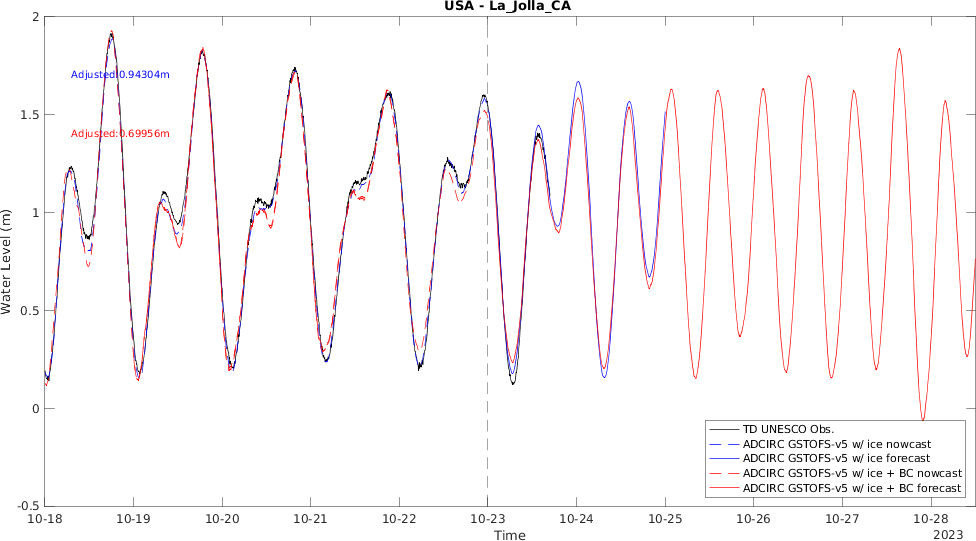 USA - La_Jolla_CA
2
Adjusted:0.94304m
1.5
Adjusted:0.69956m
1
Water Level (m)
0.5
0
TD UNESCO Obs.
ADCIRC GSTOFS-v5 w/ ice nowcast
ADCIRC GSTOFS-v5 w/ ice forecast
ADCIRC GSTOFS-v5 w/ ice + BC nowcast
ADCIRC GSTOFS-v5 w/ ice + BC forecast
-0.5
10-18 10-19 10-20 10-21 10-22 10-23 10-24 10-25 10-26 10-27 10-28
Time
2023